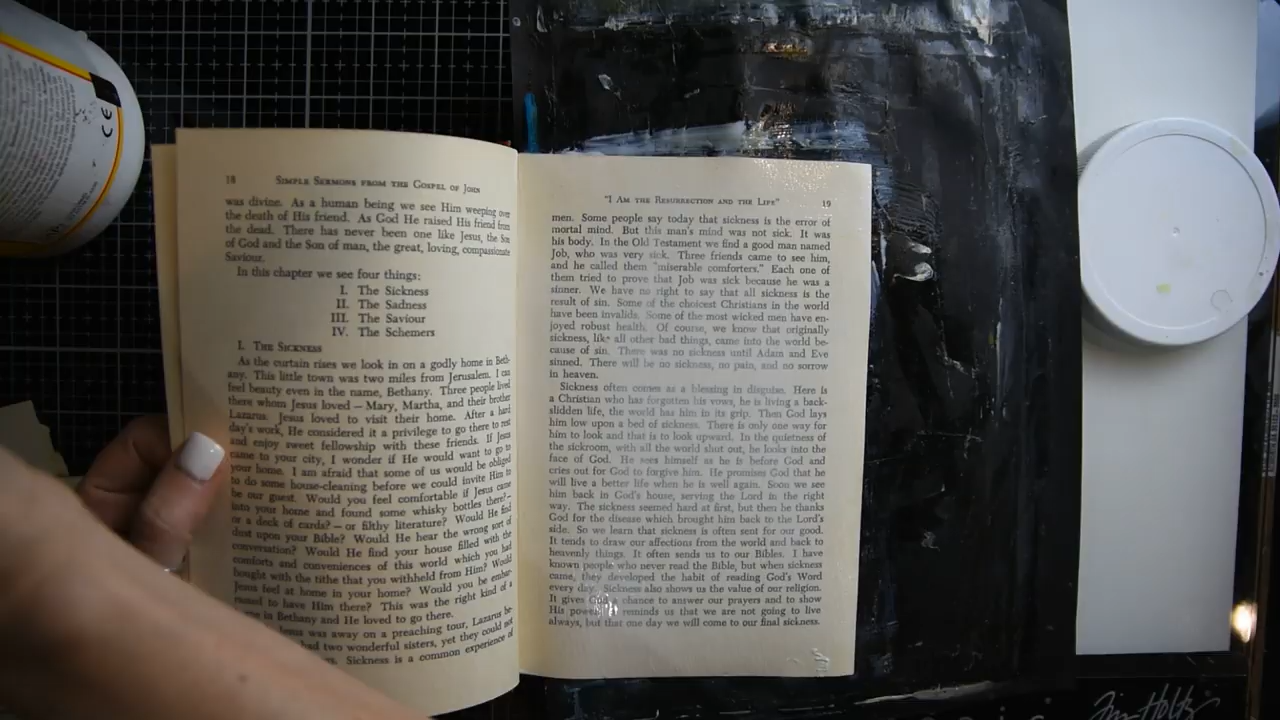 18 SIMPLE SERMONS FROM THE GOSPEL OF JOHN
was divine. As a human being we see Him weeping over
the death of His friend. As God He raised His friend from
the dead. There has never been one like Jesus, the Son
of God and the Son of man, the great, loving, compassionate
Saviour.
In this chapter we see four things:
I. The Sickness
II. The Sadness
III. The Saviour
IV. The Schemers
I. THE SICKNESS
As the curtain rises we look in on a godly home in Beth-
any. This little town was two miles from Jerusalem. I can
feel beauty even in the name, Bethany. Three people lived
there whom Jesus loved — Mary, Martha, and their brother
Lazarus. Jesus loved to visit their home. After a hard
day's work, He considered it a privilege to go there to rest
and enjoy sweet fellowship with these friends. If Jesus
came to your city, I wonder if He would want to go to
your home. I am afraid that some of us would be obliged
to do some house-cleaning before we could invite Him to
be our guest. Would you feel comfortable if Jesus came
into your home and found some whisky bottles there? —
or a deck of cards? — or filthy literature? Would He find
dust upon your Bible? Would He hear the wrong sort of
conversation? Would He find your house filled with the
comforts and conveniences of this world which you had
bought with the tithe that you withheld from Him? Would
Jesus feel at home in your home? Would you be embar-
rassed to have Him there? This was the right kind of a
home in Bethany and He loved to go there.
Jesus was away on a preaching tour, Lazarus be-
had two wonderful sisters, yet they could not
Sickness is a common experience of
"I AM THE RESURRECTION AND THE LIFE" 19
men. Some people say today that sickness is the error of
mortal mind. But this man's mind was not sick. It was
his body. In the Old Testament we find a good man named
Job, who was very sick. Three friends came to see him,
and he called them "miserable comforters." Each one of
them tried to prove that Job was sick because he was a
sinner. We have no right to say that all sickness is the
result of sin. Some of the choicest Christians in the world
have been invalids. Some of the most wicked men have en-
joyed robust health. Of course, we know that originally
sickness, like all other bad things, came into the world be-
cause of sin. There was no sickness until Adam and Eve
sinned. There will be no sickness, no pain, and no sorrow
in heaven.
Sickness often comes as a blessing in disguise. Here is
a Christian who has forgotten his vows, he is living a back-
slidden life, the world has him in its grip. Then God lays
him low upon a bed of sickness. There is only one way for
him to look and that is to look upward. In the quietness of
the sickroom, with all the world shut out, he looks into the
face of God. He sees himself as he is before God and
cries out for God to forgive him. He promises God that he
will live a better life when he is well again. Soon we see
him back in God's house, serving the Lord in the right
way. The sickness seemed hard at first, but then he thanks
God for the disease which brought him back to the Lord's
side. So we learn that sickness is often sent for our good.
It tends to draw our affections from the world and back to
heavenly things. It often sends us to our Bibles. I have
known people who never read the Bible, but when sickness
came, they developed the habit of reading God's Word
every day. Sickness also shows us the value of our religion.
It gives God a chance to answer our prayers and to show
His power. It reminds us that we are not going to live
always, but that one day we will come to our final sickness.
CE
Tim Holtz